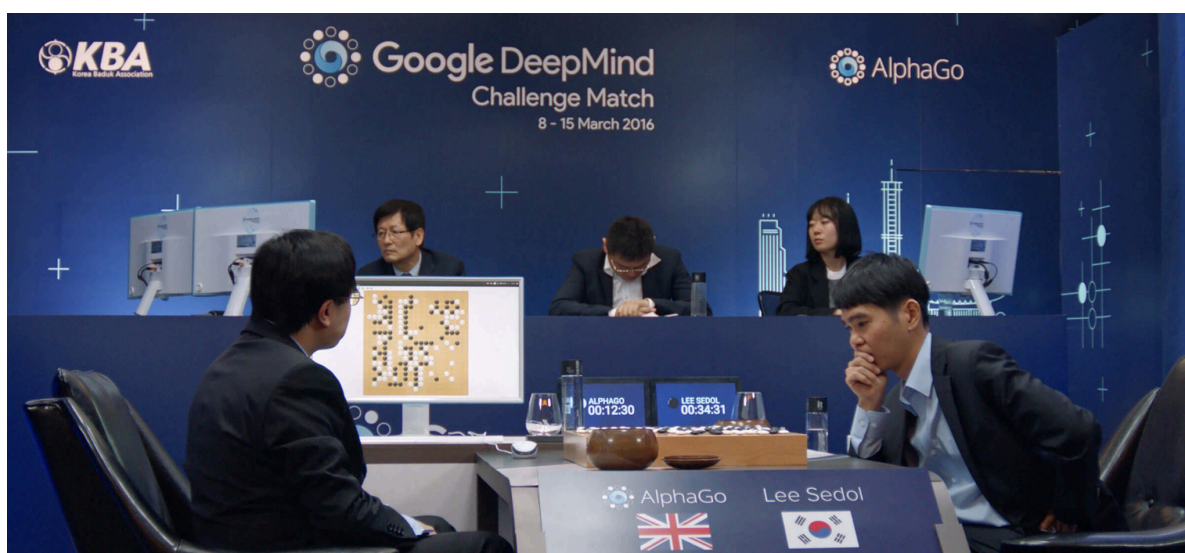 KBA
Korea Baduk Association
Google DeepMind
Challenge Match
8 - 15 March 2016
AlphaGo
ALPHAGO
00:12:30
LEE SEDOL
00:34:31
AlphaGo
Lee Sedol